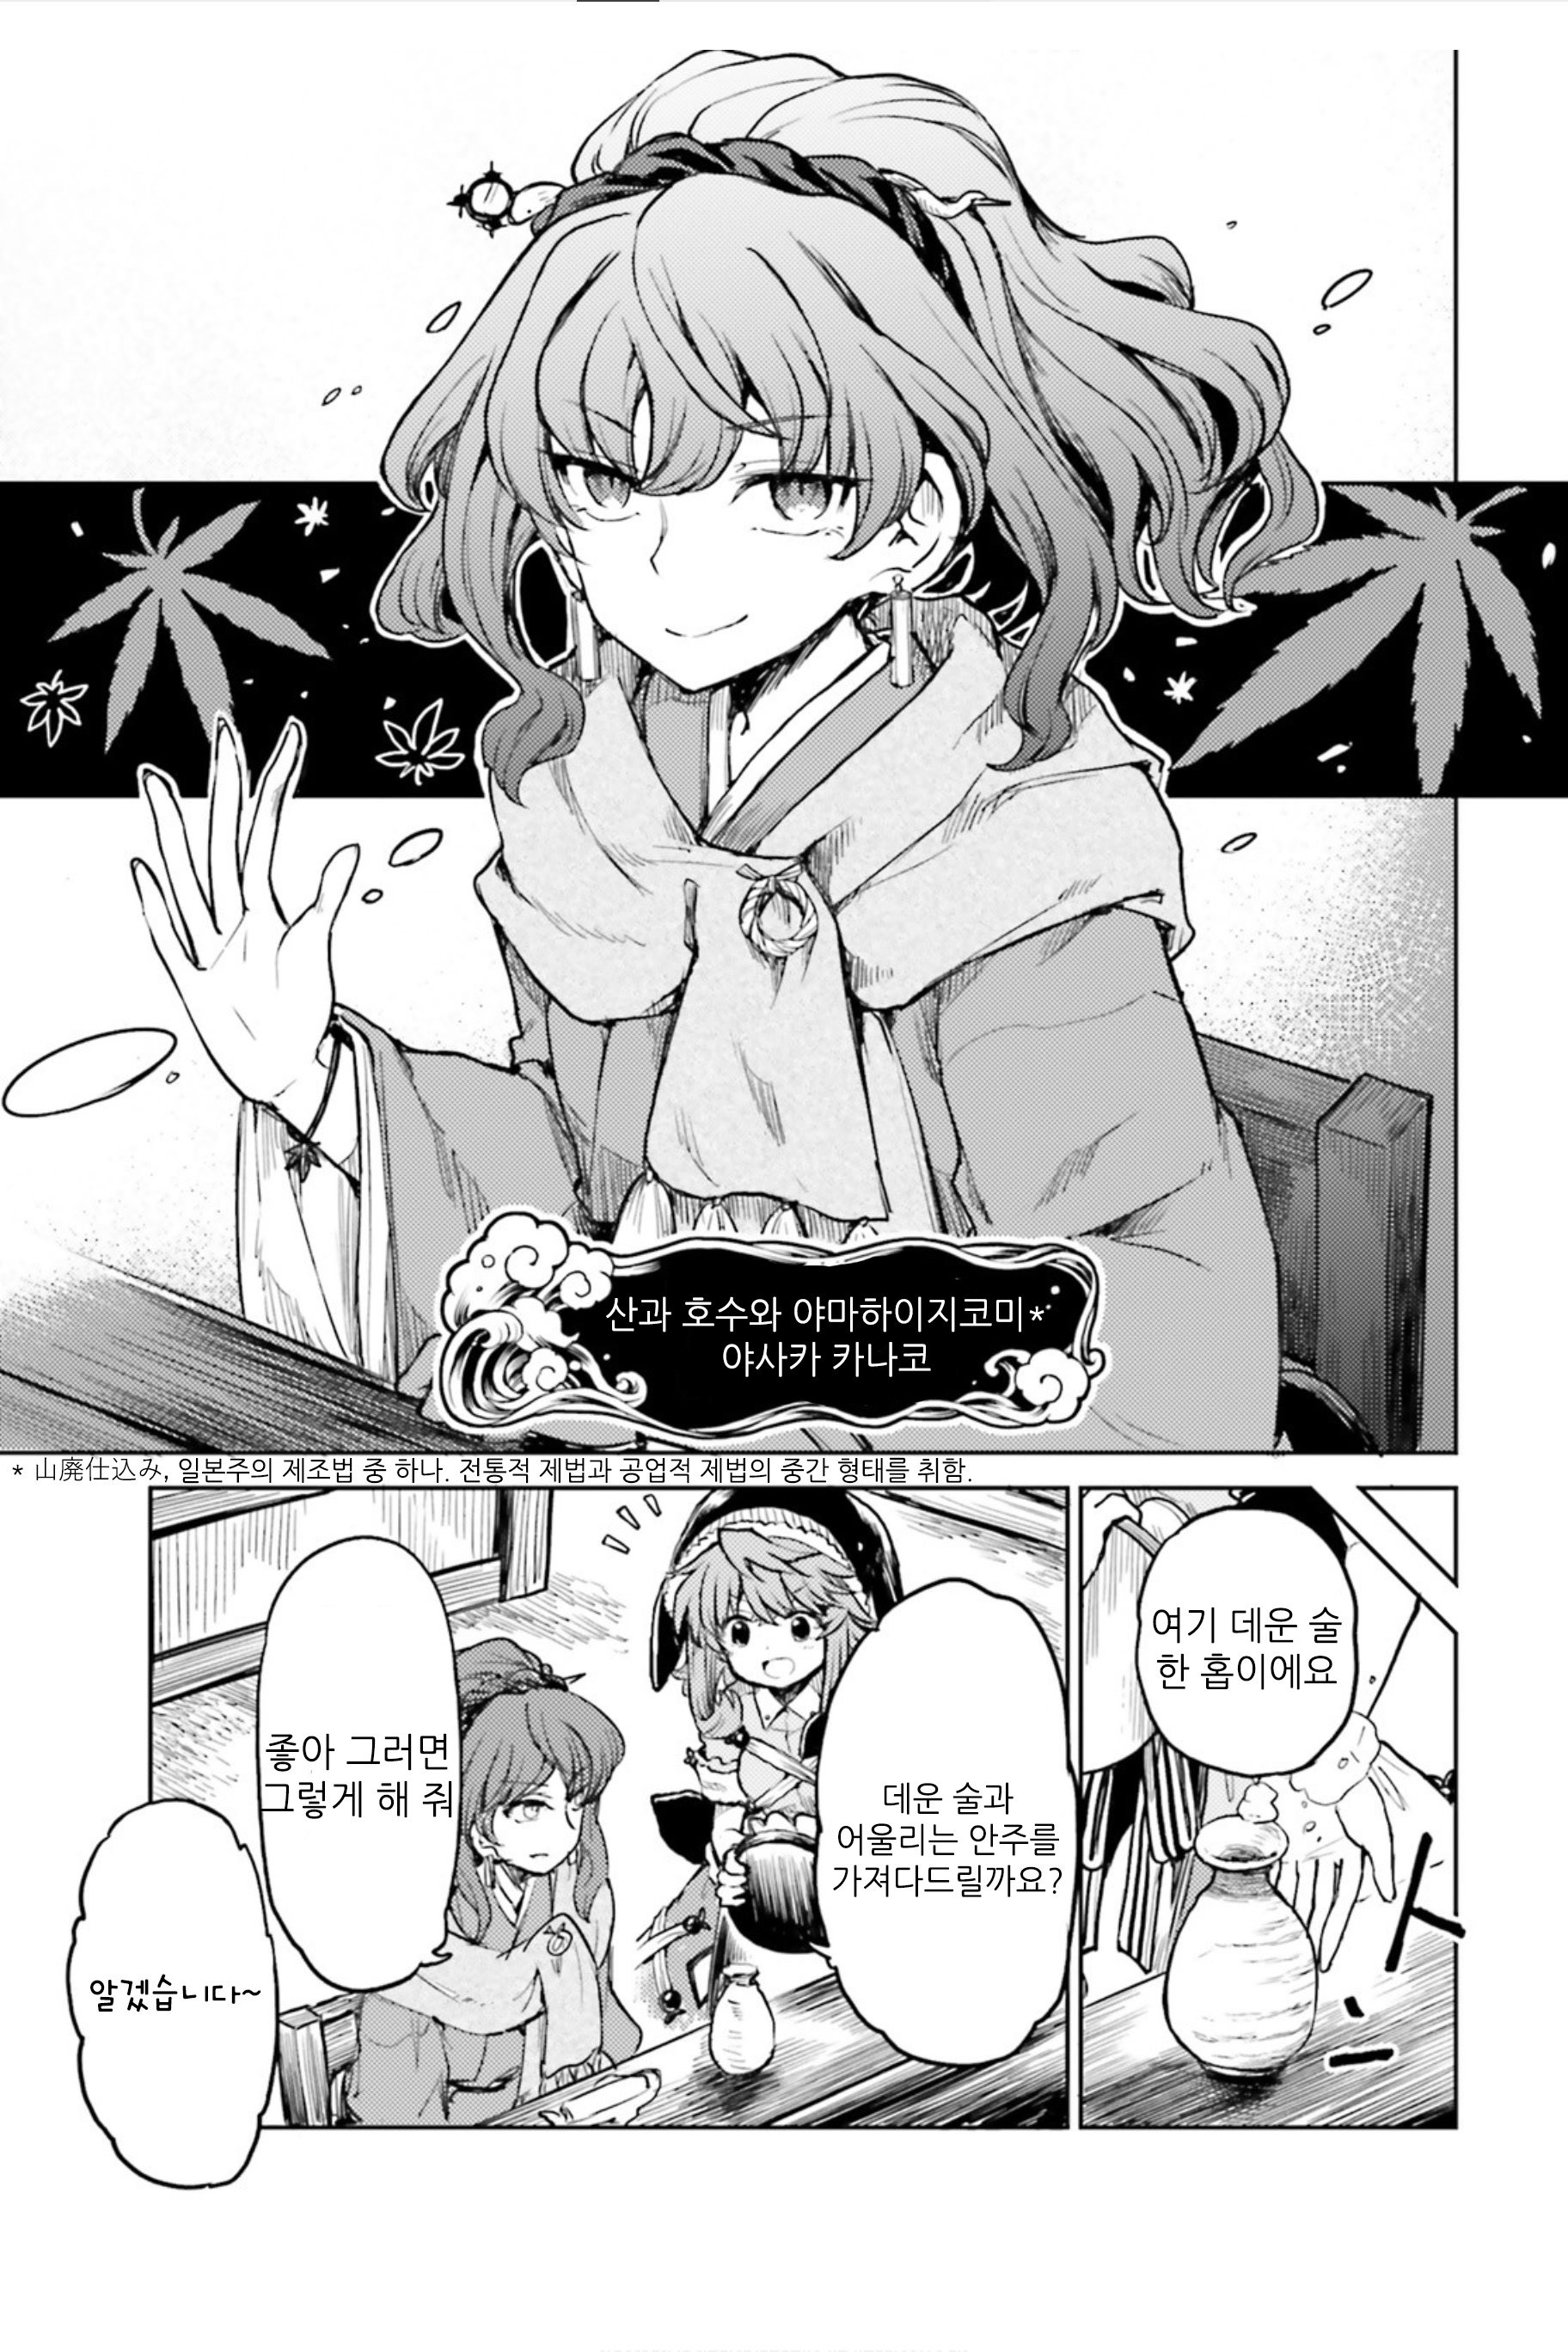 산과 호수와 야마하이지코미*
야사카 카나코
* 山廃仕込み, 일본주의 제조법 중 하나. 전통적 제법과 공업적 제법의 중간 형태를 취함.
여기 데운 술
한 홉이에요
데운 술과
어울리는 안주를
가져다드릴까요?
좋아 그러면
그렇게 해 줘
알겠습니다~